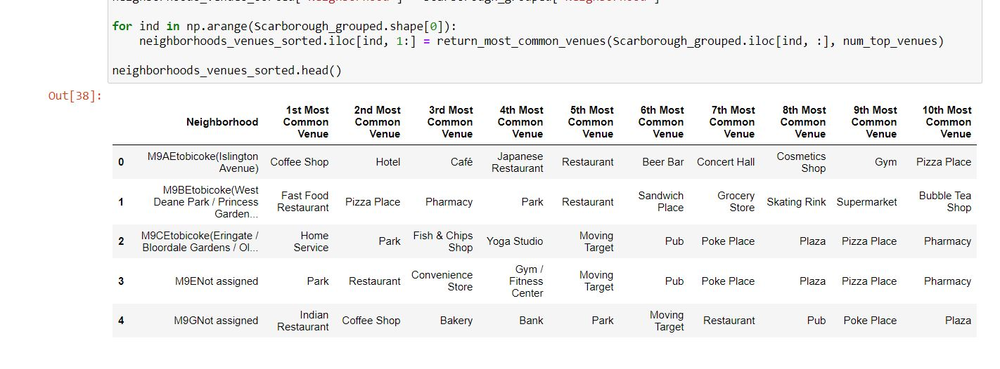 for ind in np.arange(Scarborough_grouped.shape[0]):
neighborhoods_venues_sorted.iloc[ind, 1:] = return_most_common_venues(Scarborough_grouped.iloc[ind, :], num_top_venues)
neighborhoods_venues_sorted.head()
Out[38]:
Neighborhood 1st Most Common Venue 2nd Most Common Venue 3rd Most Common Venue 4th Most Common Venue 5th Most Common Venue 6th Most Common Venue 7th Most Common Venue 8th Most Common Venue 9th Most Common Venue 10th Most Common Venue
0 M9AEtobicoke(Islington Avenue) Coffee Shop Hotel Café Japanese Restaurant Restaurant Beer Bar Concert Hall Cosmetics Shop Gym Pizza Place
1 M9BEtobicoke(West Deane Park / Princess Garden... Fast Food Restaurant Pizza Place Pharmacy Park Restaurant Sandwich Place Grocery Store Skating Rink Supermarket Bubble Tea Shop
2 M9CEtobicoke(Eringate / Bloordale Gardens / Ol... Home Service Park Fish & Chips Shop Yoga Studio Moving Target Pub Poke Place Plaza Pizza Place Pharmacy
3 M9ENot assigned Park Restaurant Convenience Store Gym / Fitness Center Moving Target Pub Poke Place Plaza Pizza Place Pharmacy
4 M9GNot assigned Indian Restaurant Coffee Shop Bakery Bank Park Moving Target Restaurant Pub Poke Place Plaza